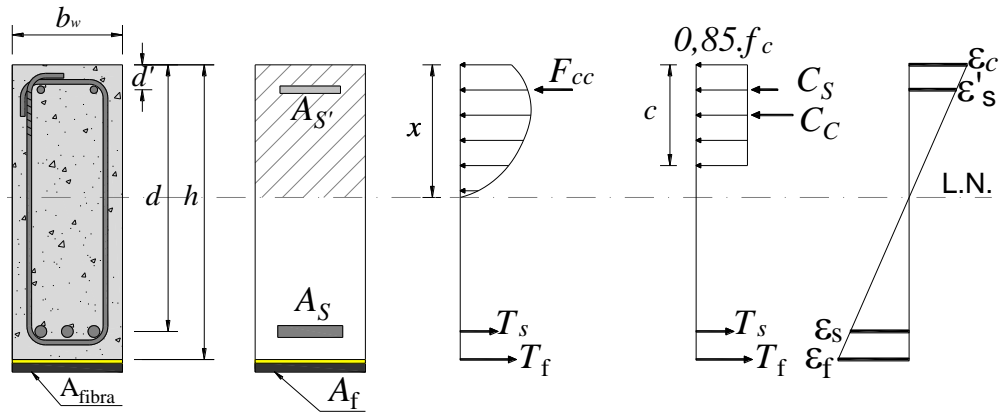 b_w
d'
d
h
A_fibra
A_S'
A_S
A_f
x
F_cc
T_s
T_f
0,85.f_c
c
C_S
C_C
T_s
T_f
ε_c
ε'_s
L.N.
ε_s
ε_f